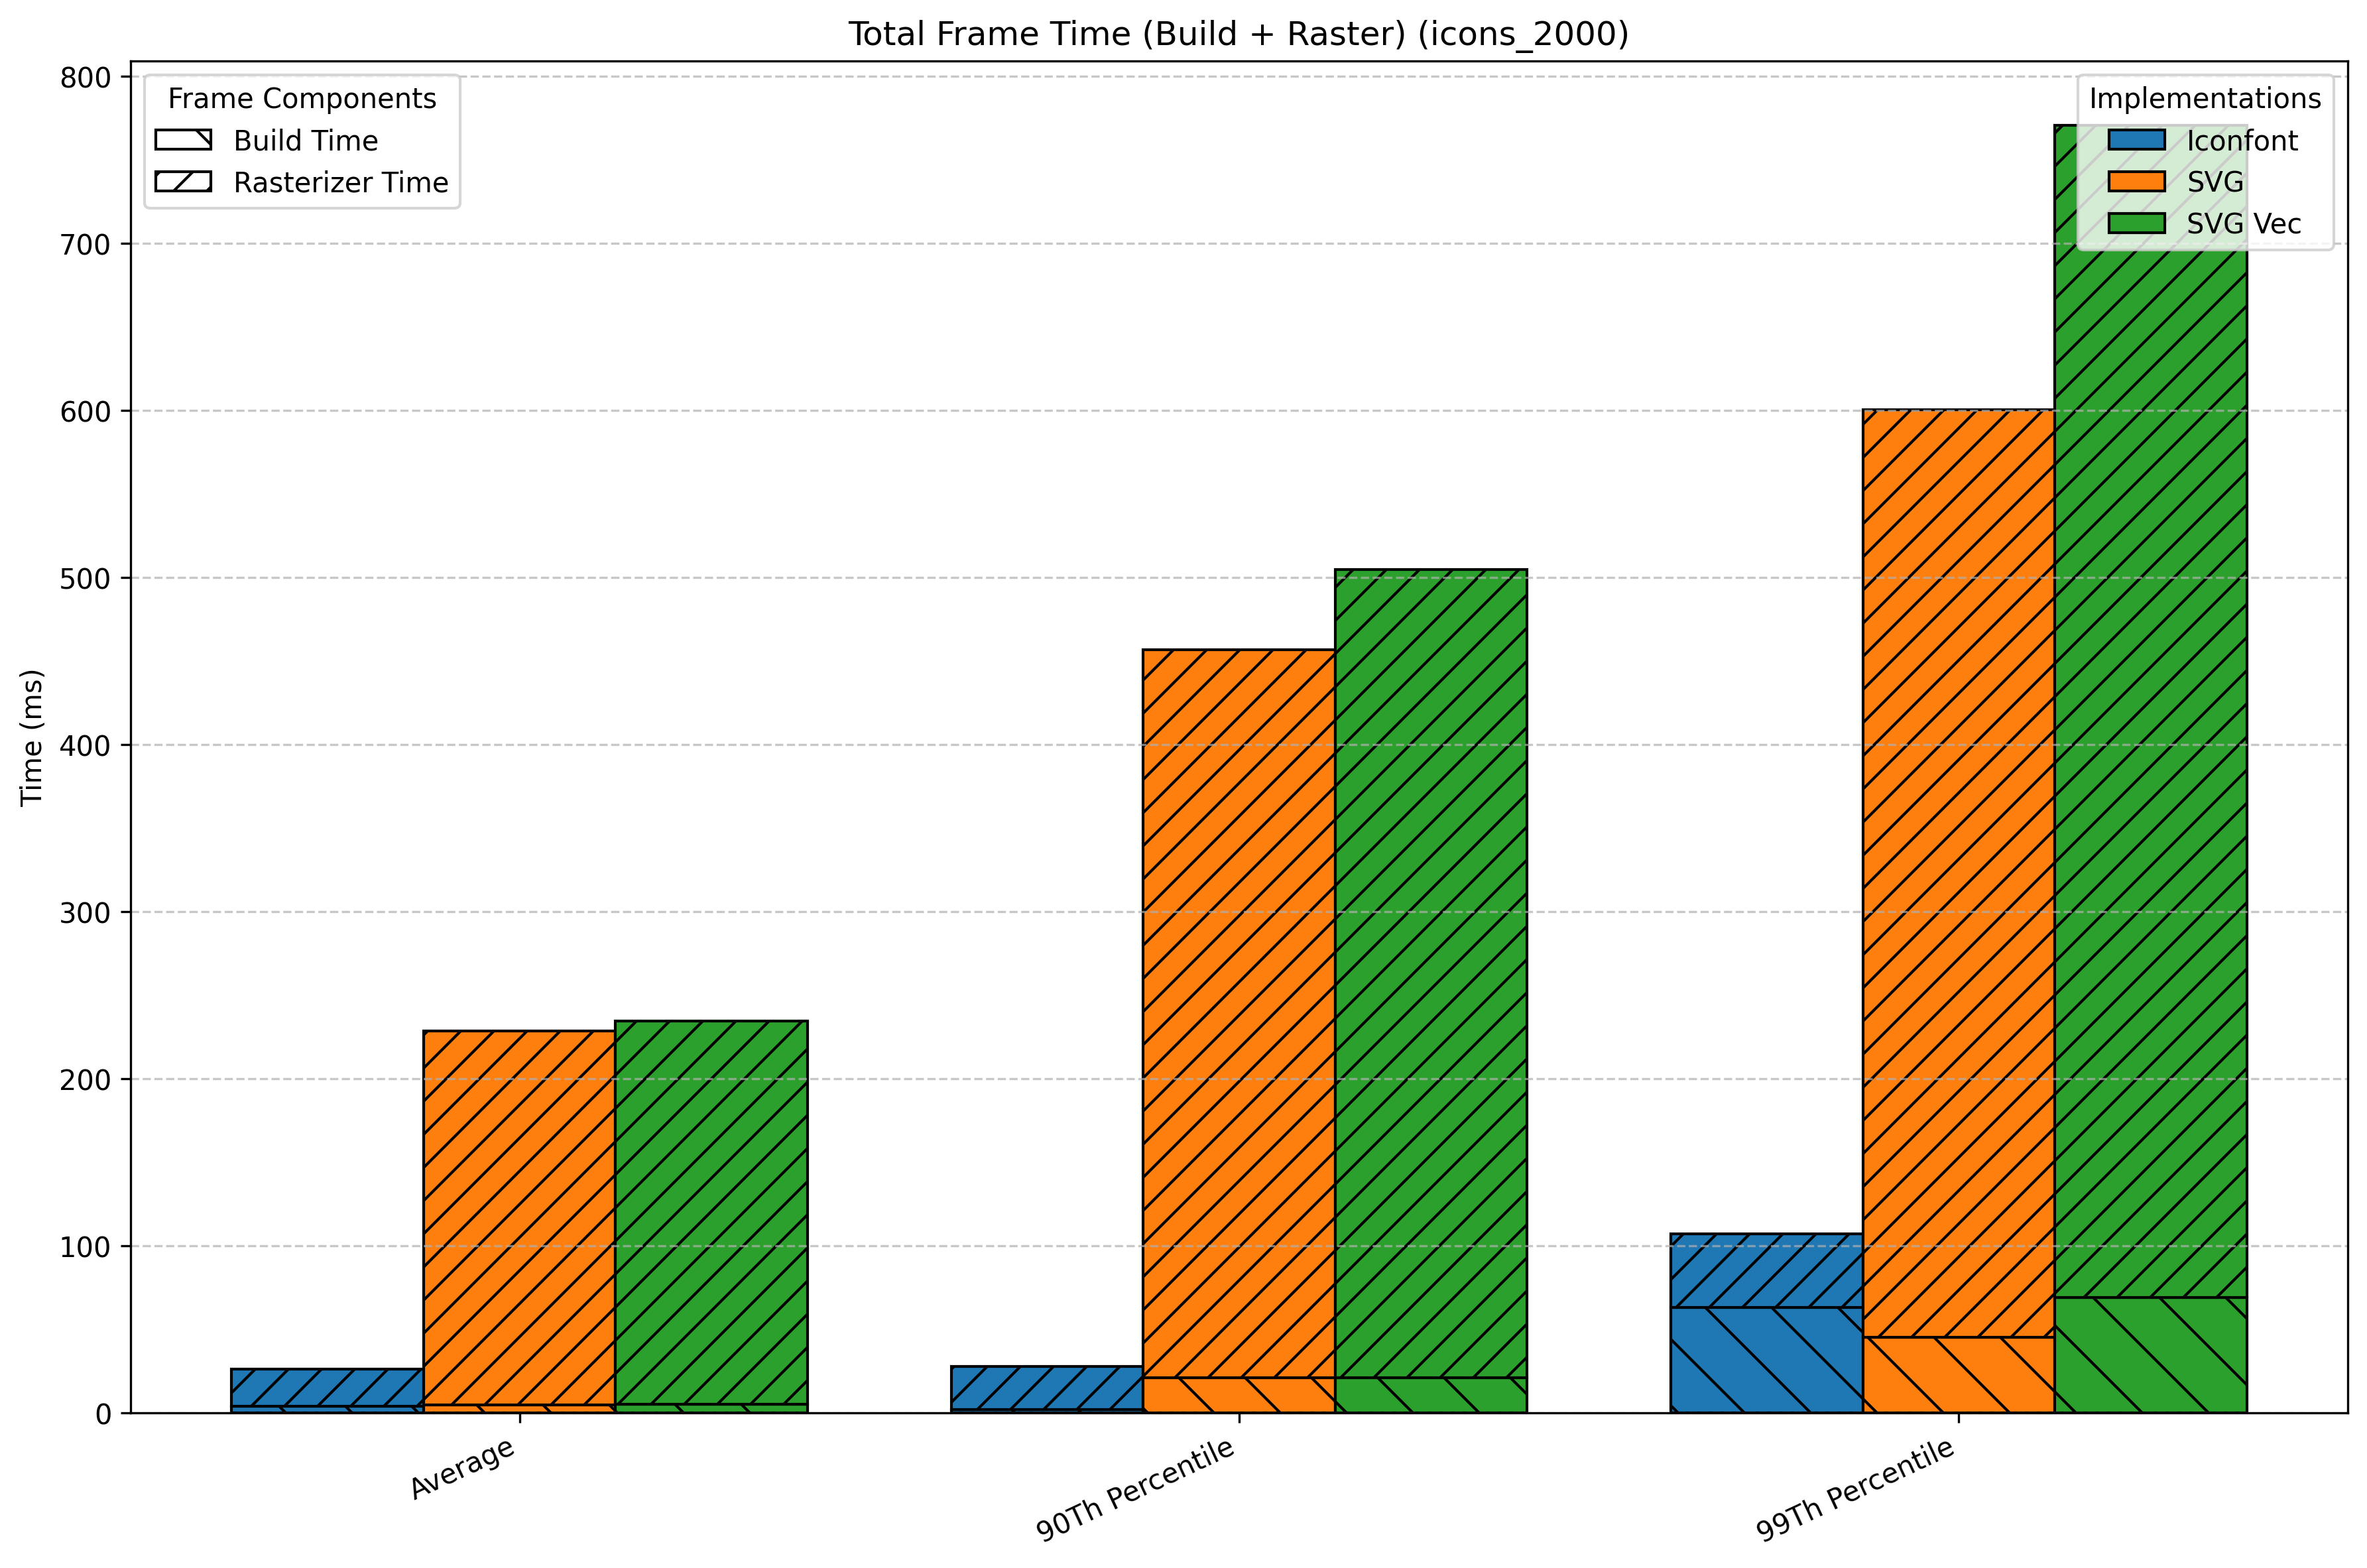 Total Frame Time (Build + Raster) (icons_2000)
Frame Components
Build Time
Rasterizer Time
Implementations
Iconfont
SVG
SVG Vec
Time (ms)
800
700
600
500
400
300
200
100
0
Average
90Th Percentile
99Th Percentile